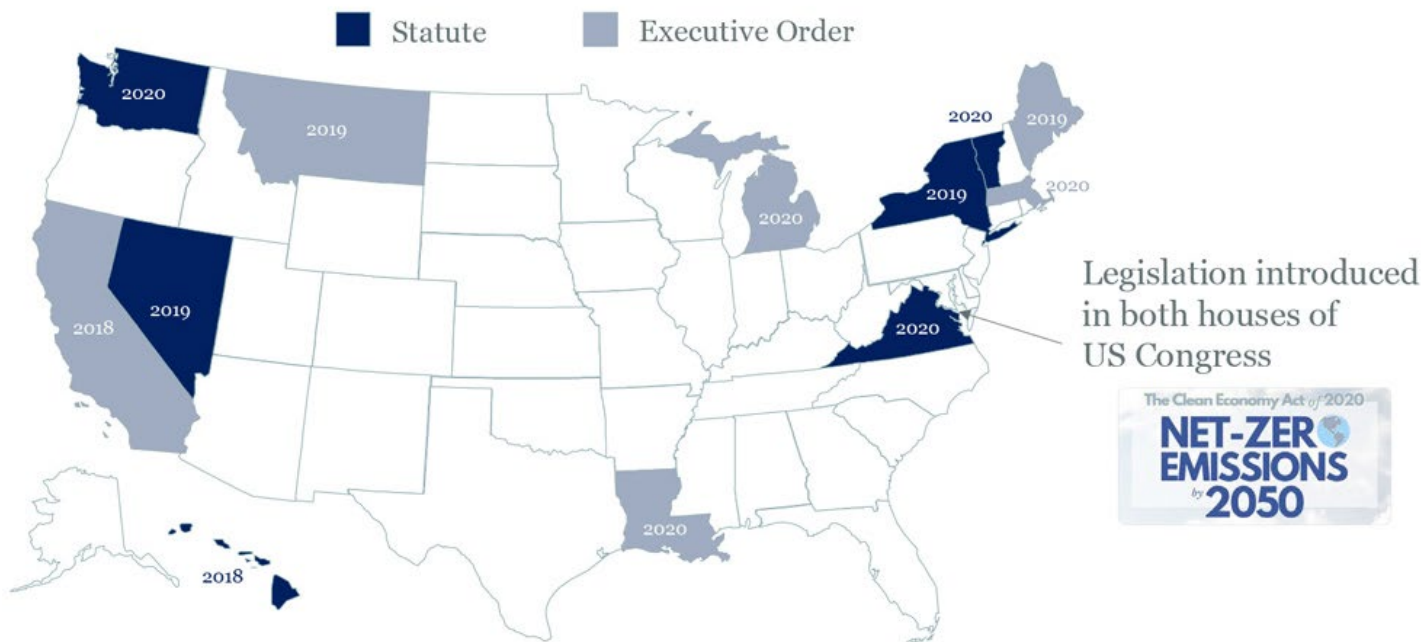 Statute
Executive Order
2020
2019
2020
2019
2019
2020
2020
2018
2019
2020
Legislation introduced
in both houses of
US Congress
The Clean Economy Act of 2020
NET-ZERO
EMISSIONS
by 2050
2020
2018